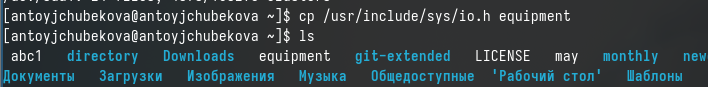 [antoyjchubekova@antoyjchubekova ~]$ cp /usr/include/sys/io.h equipment
[antoyjchubekova@antoyjchubekova ~]$ ls
abc1 directory Downloads equipment git-extended LICENSE may monthly new
Документы Загрузки Изображения Музыка Общедоступные 'Рабочий стол' Шаблоны